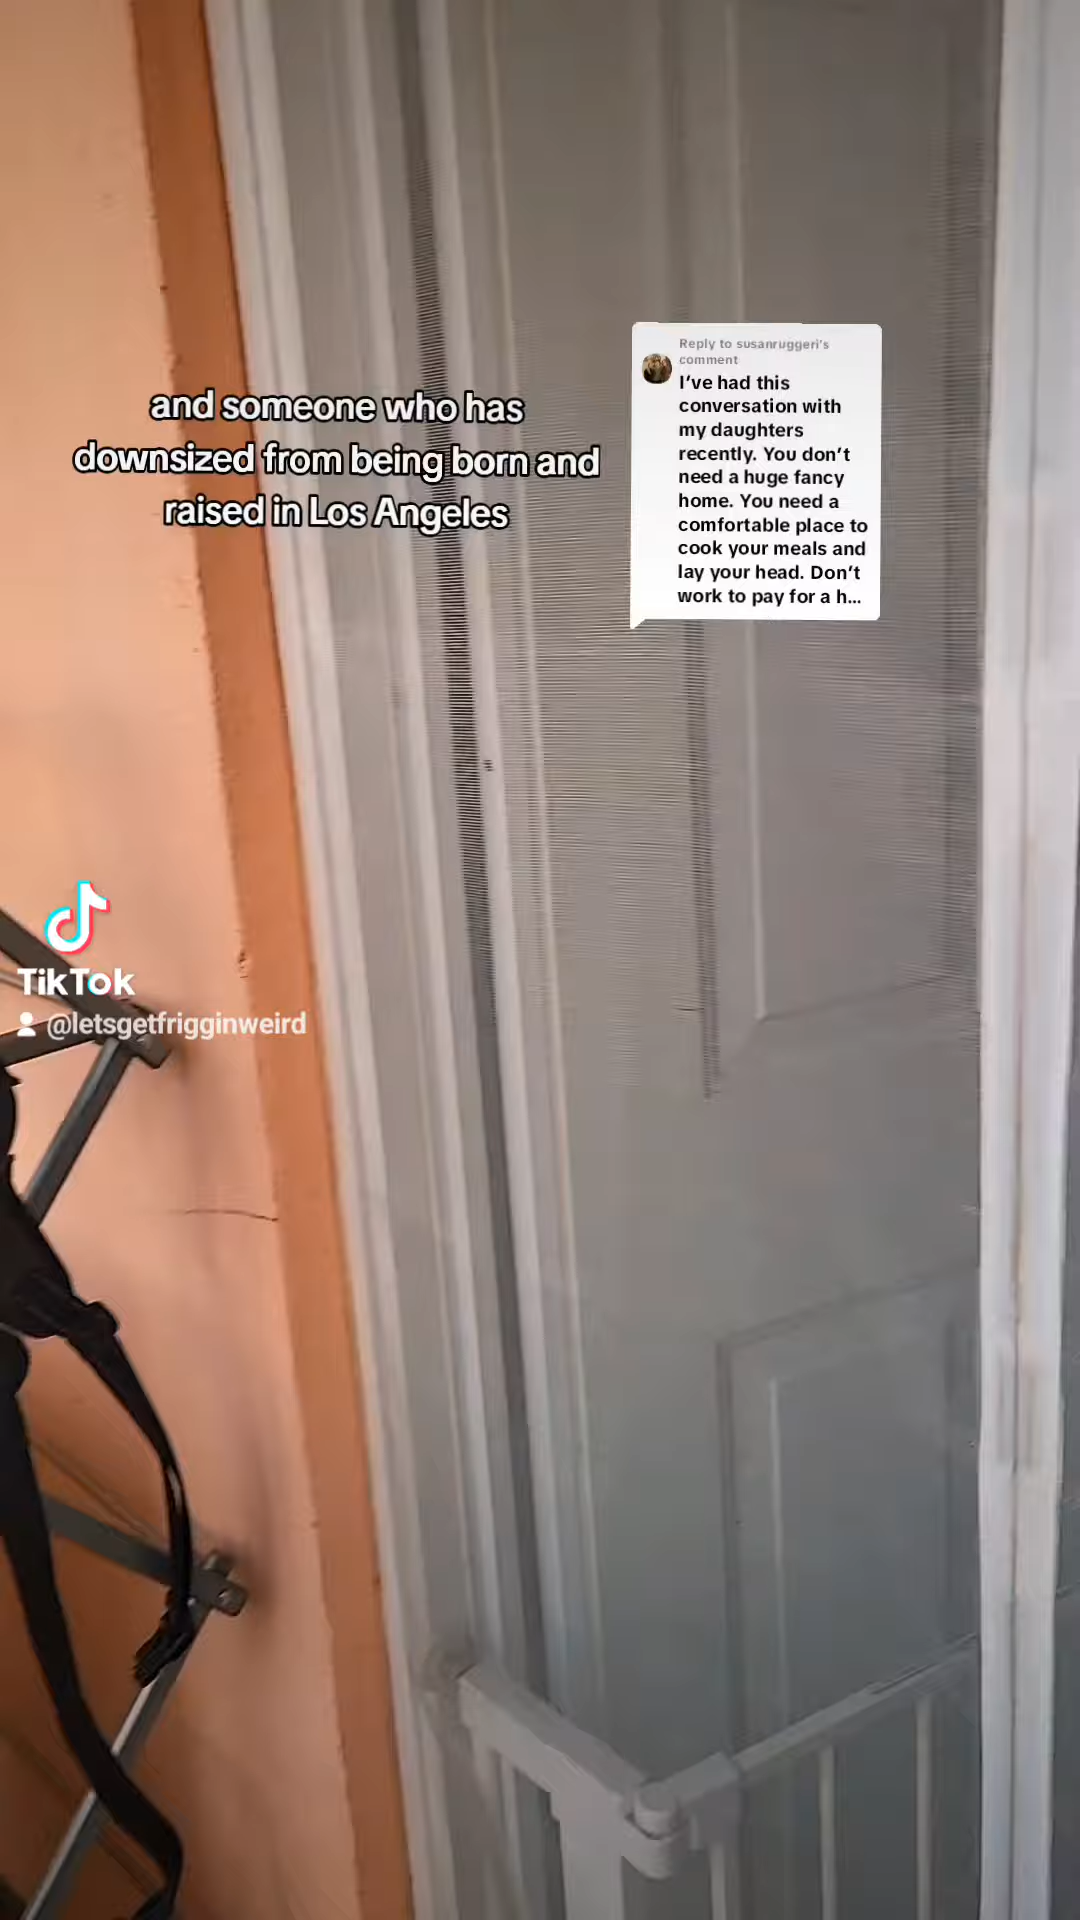 Reply to susanruggeri's
comment
I've had this
conversation with
my daughters
recently. You don't
need a huge fancy
home. You need a
comfortable place to
cook your meals and
lay your head. Don't
work to pay for a h...
and someone who has
downsized from being born and
raised in Los Angeles
TikTok
@letsgetfrigginweird